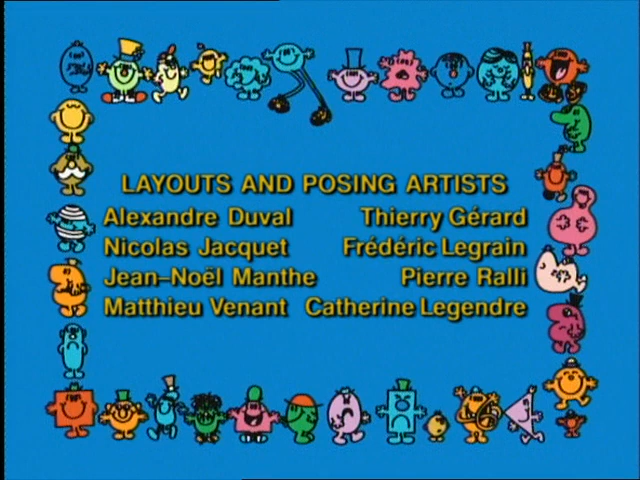 LAYOUTS AND POSING ARTISTS
Alexandre Duval Thierry Gérard
Nicolas Jacquet Frédéric Legrain
Jean-Noël Manthe Pierre Ralli
Matthieu Venant Catherine Legendre